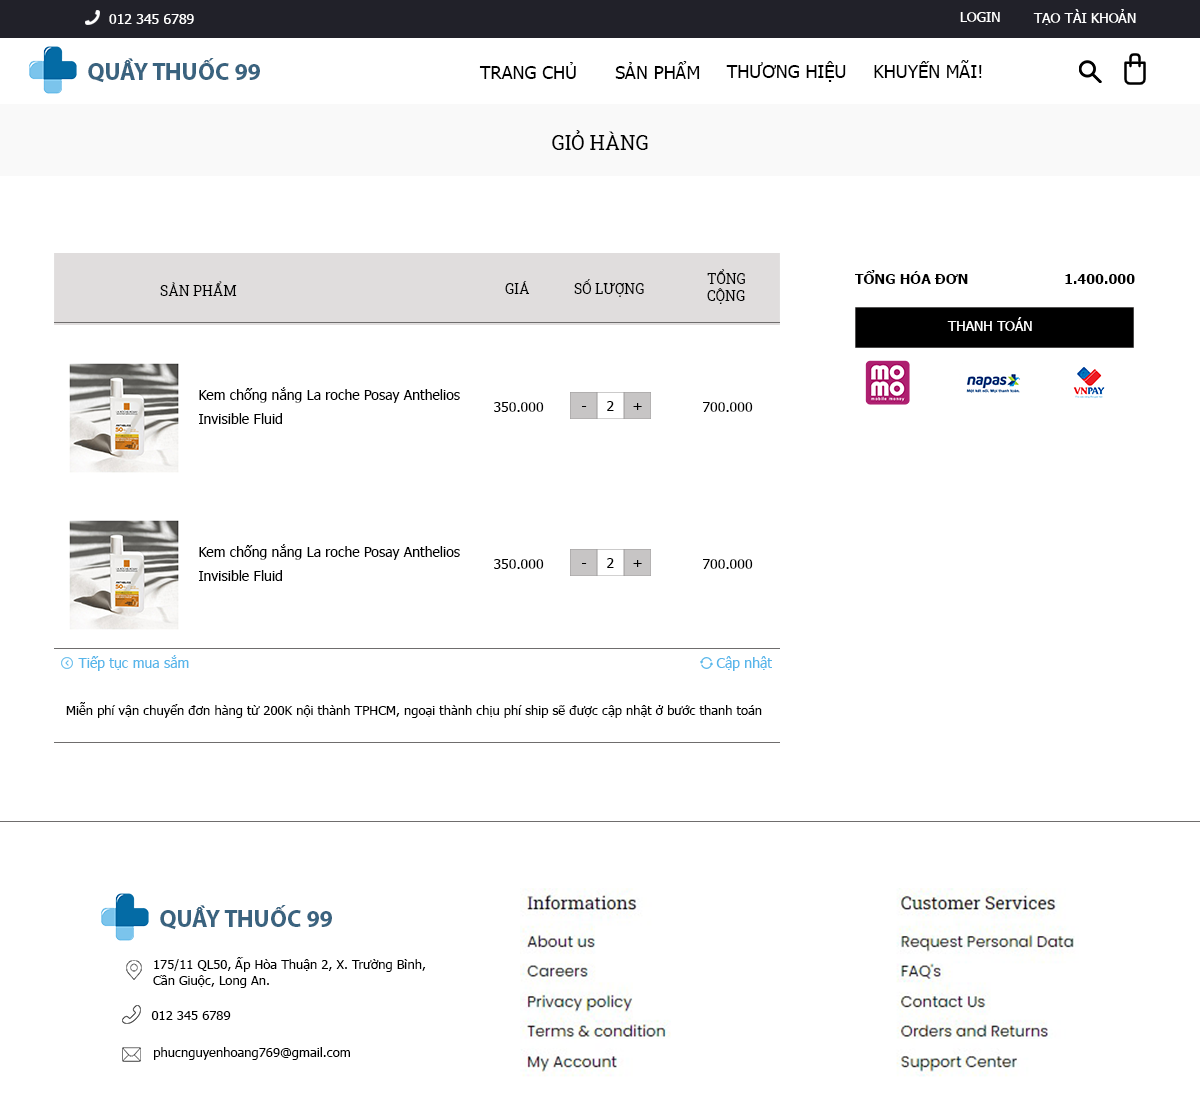 012 345 6789
LOGIN
TẠO TÀI KHOẢN
QUẦY THUỐC 99
TRANG CHỦ
SẢN PHẨM
THƯƠNG HIỆU
KHUYẾN MÃI!
GIỎ HÀNG
SẢN PHẨM
GIÁ
SỐ LƯỢNG
TỔNG
CỘNG
Kem chống nắng La roche Posay Anthelios
Invisible Fluid
350.000
- 2 +
700.000
Kem chống nắng La roche Posay Anthelios
Invisible Fluid
350.000
- 2 +
700.000
Tiếp tục mua sắm
Cập nhật
Miễn phí vận chuyển đơn hàng từ 200K nội thành TPHCM, ngoại thành chịu phí ship sẽ được cập nhật ở bước thanh toán
TỔNG HÓA ĐƠN
1.400.000
THANH TOÁN
mo
mo
mobile money
napas
VNPAY
QUẦY THUỐC 99
175/11 QL50, Ấp Hòa Thuận 2, X. Trường Bình,
Cần Giuộc, Long An.
012 345 6789
phucnguyenhoang769@gmail.com
Informations
About us
Careers
Privacy policy
Terms & condition
My Account
Customer Services
Request Personal Data
FAQ's
Contact Us
Orders and Returns
Support Center